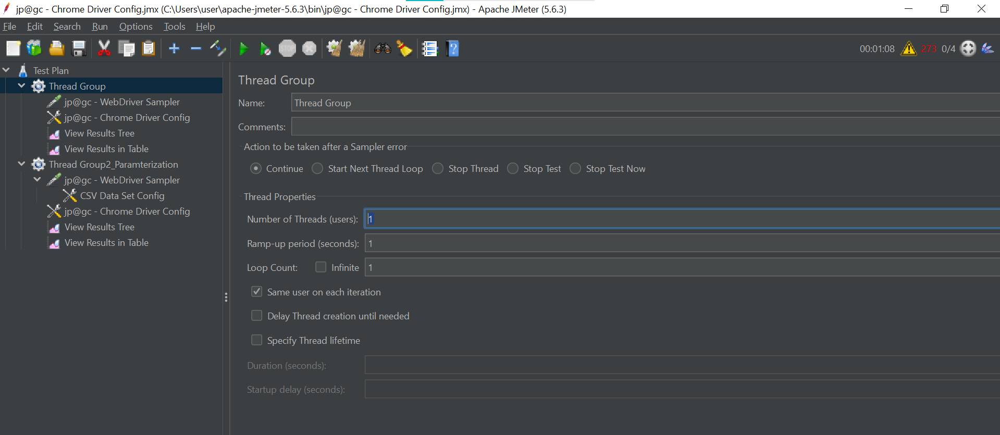 jp@gc - Chrome Driver Config.jmx (C:\Users\user\apache-jmeter-5.6.3\bin\jp@gc - Chrome Driver Config.jmx) - Apache JMeter (5.6.3)
File Edit Search Run Options Tools Help
STOP 00:01:08 273 0/4
Test Plan
Thread Group
jp@gc - WebDriver Sampler
jp@gc - Chrome Driver Config
View Results Tree
View Results in Table
Thread Group2_Paramterization
jp@gc - WebDriver Sampler
CSV Data Set Config
jp@gc - Chrome Driver Config
View Results Tree
View Results in Table
Thread Group
Name: Thread Group
Comments:
Action to be taken after a Sampler error
Continue Start Next Thread Loop Stop Thread Stop Test Stop Test Now
Thread Properties
Number of Threads (users): 1
Ramp-up period (seconds): 1
Loop Count: Infinite 1
Same user on each iteration
Delay Thread creation until needed
Specify Thread lifetime
Duration (seconds):
Startup delay (seconds):